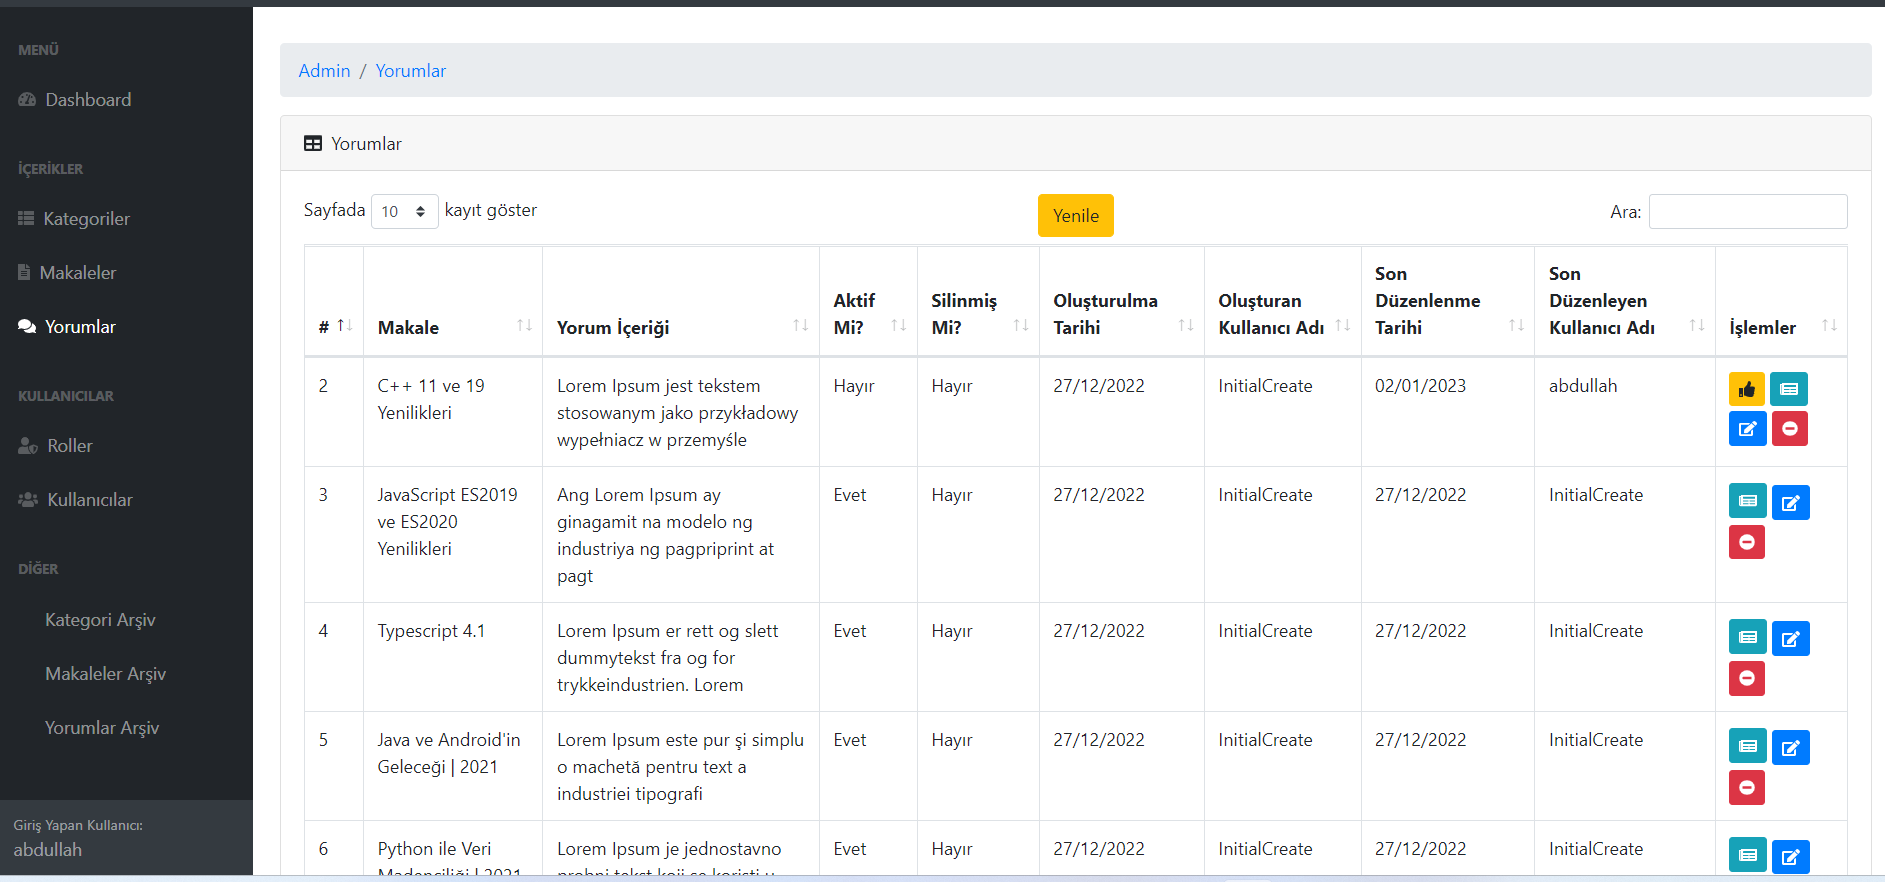 MENÜ
Dashboard
İÇERİKLER
Kategoriler
Makaleler
Yorumlar
KULLANICILAR
Roller
Kullanıcılar
DİĞER
Kategori Arşiv
Makaleler Arşiv
Yorumlar Arşiv
Giriş Yapan Kullanıcı:
abdullah
Admin / Yorumlar
Yorumlar
Sayfada 10 kayıt göster
Yenile
Ara:
#
Makale
Yorum İçeriği
Aktif
Mi?
Silinmiş
Mi?
Oluşturulma
Tarihi
Oluşturan
Kullanıcı Adı
Son
Düzenlenme
Tarihi
Son
Düzenleyen
Kullanıcı Adı
İşlemler
2
C++ 11 ve 19
Yenilikleri
Lorem Ipsum jest tekstem
stosowanym jako przykładowy
wypełniacz w przemyśle
Hayır
Hayır
27/12/2022
InitialCreate
02/01/2023
abdullah
3
JavaScript ES2019
ve ES2020
Yenilikleri
Ang Lorem Ipsum ay
ginagamit na modelo ng
industriya ng pagpriprint at
pagt
Evet
Hayır
27/12/2022
InitialCreate
27/12/2022
InitialCreate
4
Typescript 4.1
Lorem Ipsum er rett og slett
dummytekst fra og for
trykkeindustrien. Lorem
Evet
Hayır
27/12/2022
InitialCreate
27/12/2022
InitialCreate
5
Java ve Android'in
Geleceği | 2021
Lorem Ipsum este pur şi simplu
o machetă pentru text a
industriei tipografi
Evet
Hayır
27/12/2022
InitialCreate
27/12/2022
InitialCreate
6
Python ile Veri
Madenciliği | 2021
Lorem Ipsum je jednostavno
probni tekst koji se koristi u
Evet
Hayır
27/12/2022
InitialCreate
27/12/2022
InitialCreate